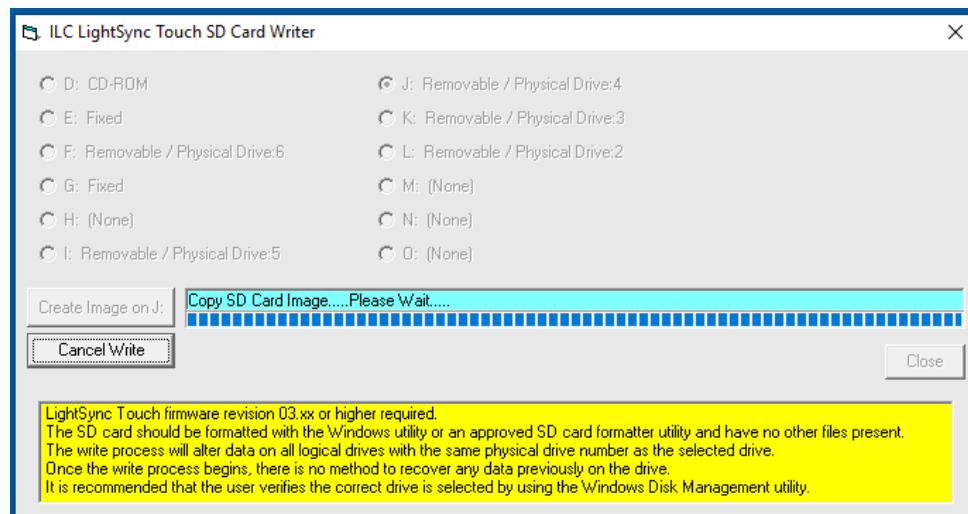 ILC LightSync Touch SD Card Writer
D: CD-ROM
E: Fixed
F: Removable / Physical Drive:6
G: Fixed
H: (None)
I: Removable / Physical Drive:5
J: Removable / Physical Drive:4
K: Removable / Physical Drive:3
L: Removable / Physical Drive:2
M: (None)
N: (None)
O: (None)
Create Image on J:
Copy SD Card Image.....Please Wait.....
Cancel Write
Close
LightSync Touch firmware revision 03.xx or higher required.
The SD card should be formatted with the Windows utility or an approved SD card formatter utility and have no other files present.
The write process will alter data on all logical drives with the same physical drive number as the selected drive.
Once the write process begins, there is no method to recover any data previously on the drive.
It is recommended that the user verifies the correct drive is selected by using the Windows Disk Management utility.